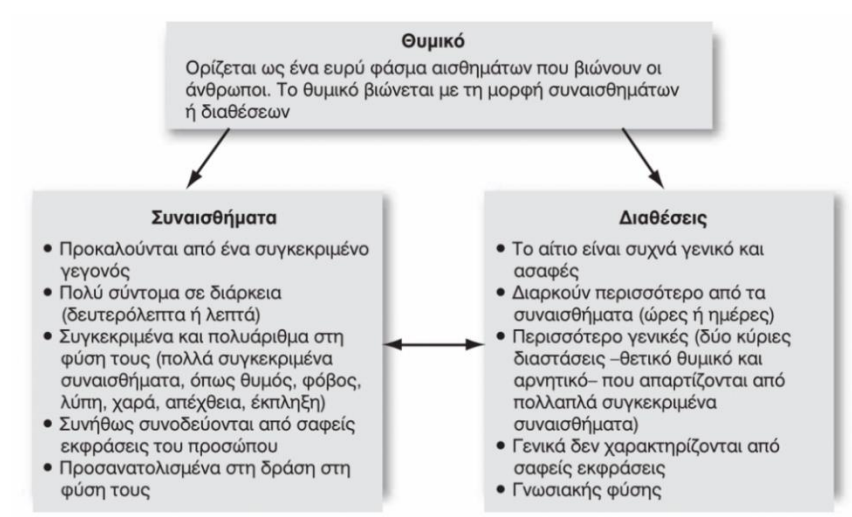 Θυμικό
Ορίζεται ως ένα ευρύ φάσμα αισθημάτων που βιώνουν οι
άνθρωποι. Το θυμικό βιώνεται με τη μορφή συναισθημάτων
ή διαθέσεων
Συναισθήματα
• Προκαλούνται από ένα συγκεκριμένο
γεγονός
• Πολύ σύντομα σε διάρκεια
(δευτερόλεπτα ή λεπτά)
• Συγκεκριμένα και πολυάριθμα στη
φύση τους (πολλά συγκεκριμένα
συναισθήματα, όπως θυμός, φόβος,
λύπη, χαρά, απέχθεια, έκπληξη)
• Συνήθως συνοδεύονται από σαφείς
εκφράσεις του προσώπου
• Προσανατολισμένα στη δράση στη
φύση τους
Διαθέσεις
• Το αίτιο είναι συχνά γενικό και
ασαφές
• Διαρκούν περισσότερο από τα
συναισθήματα (ώρες ή ημέρες)
• Περισσότερο γενικές (δύο κύριες
διαστάσεις –θετικό θυμικό και
αρνητικό– που απαρτίζονται από
πολλαπλά συγκεκριμένα
συναισθήματα)
• Γενικά δεν χαρακτηρίζονται από
σαφείς εκφράσεις
• Γνωσιακής φύσης